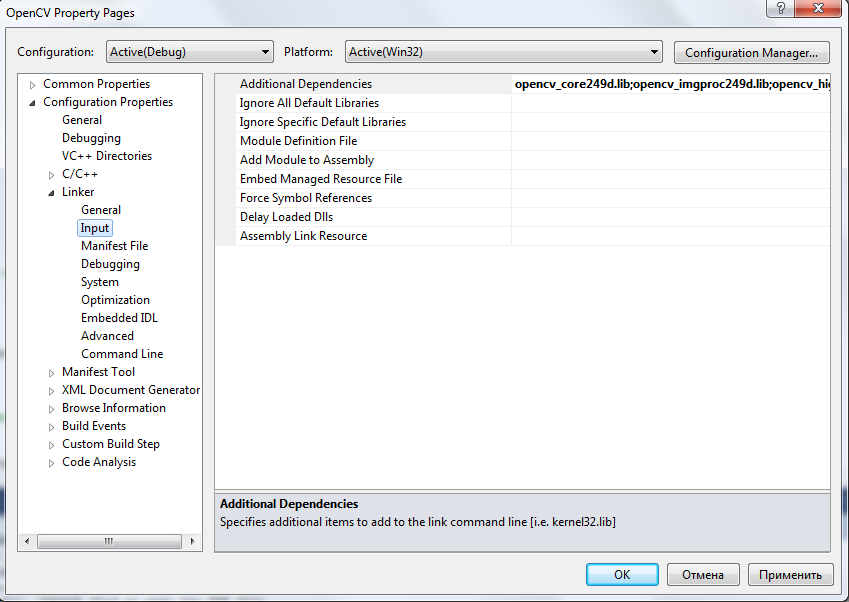 OpenCV Property Pages
Configuration: Active(Debug) Platform: Active(Win32) Configuration Manager...
Common Properties
Configuration Properties
General
Debugging
VC++ Directories
C/C++
Linker
General
Input
Manifest File
Debugging
System
Optimization
Embedded IDL
Advanced
Command Line
Manifest Tool
XML Document Generator
Browse Information
Build Events
Custom Build Step
Code Analysis
Additional Dependencies opencv_core249d.lib;opencv_imgproc249d.lib;opencv_hig
Ignore All Default Libraries
Ignore Specific Default Libraries
Module Definition File
Add Module to Assembly
Embed Managed Resource File
Force Symbol References
Delay Loaded Dlls
Assembly Link Resource
Additional Dependencies
Specifies additional items to add to the link command line [i.e. kernel32.lib]
OK Отмена Применить